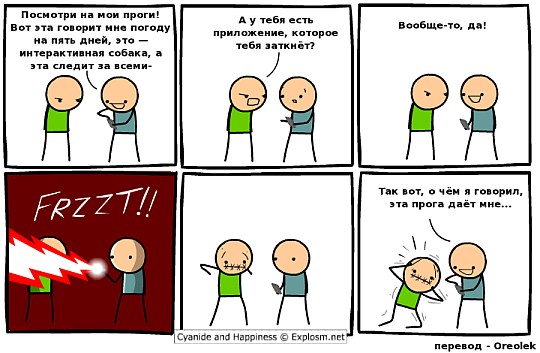 Посмотри на мои проги!
Вот эта говорит мне погоду
на пять дней, это —
интерактивная собака, а
эта следит за всеми-
А у тебя есть
приложение, которое
тебя заткнёт?
Вообще-то, да!
FRZZT!!
Так вот, о чём я говорил,
эта прога даёт мне...
Cyanide and Happiness © Explosm.net
перевод - Oreolek